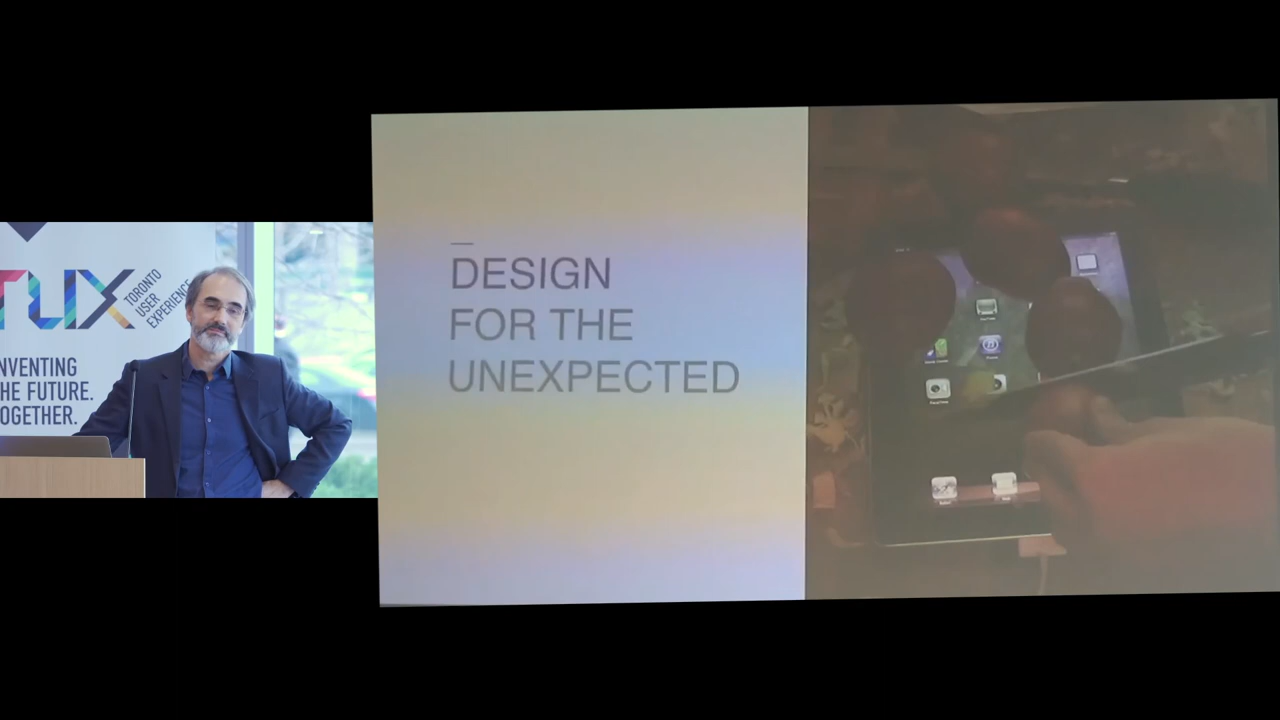 TUX
TORONTO
USER
EXPERIENCE
NVENTING
HE FUTURE.
OGETHER.
DESIGN
FOR THE
UNEXPECTED